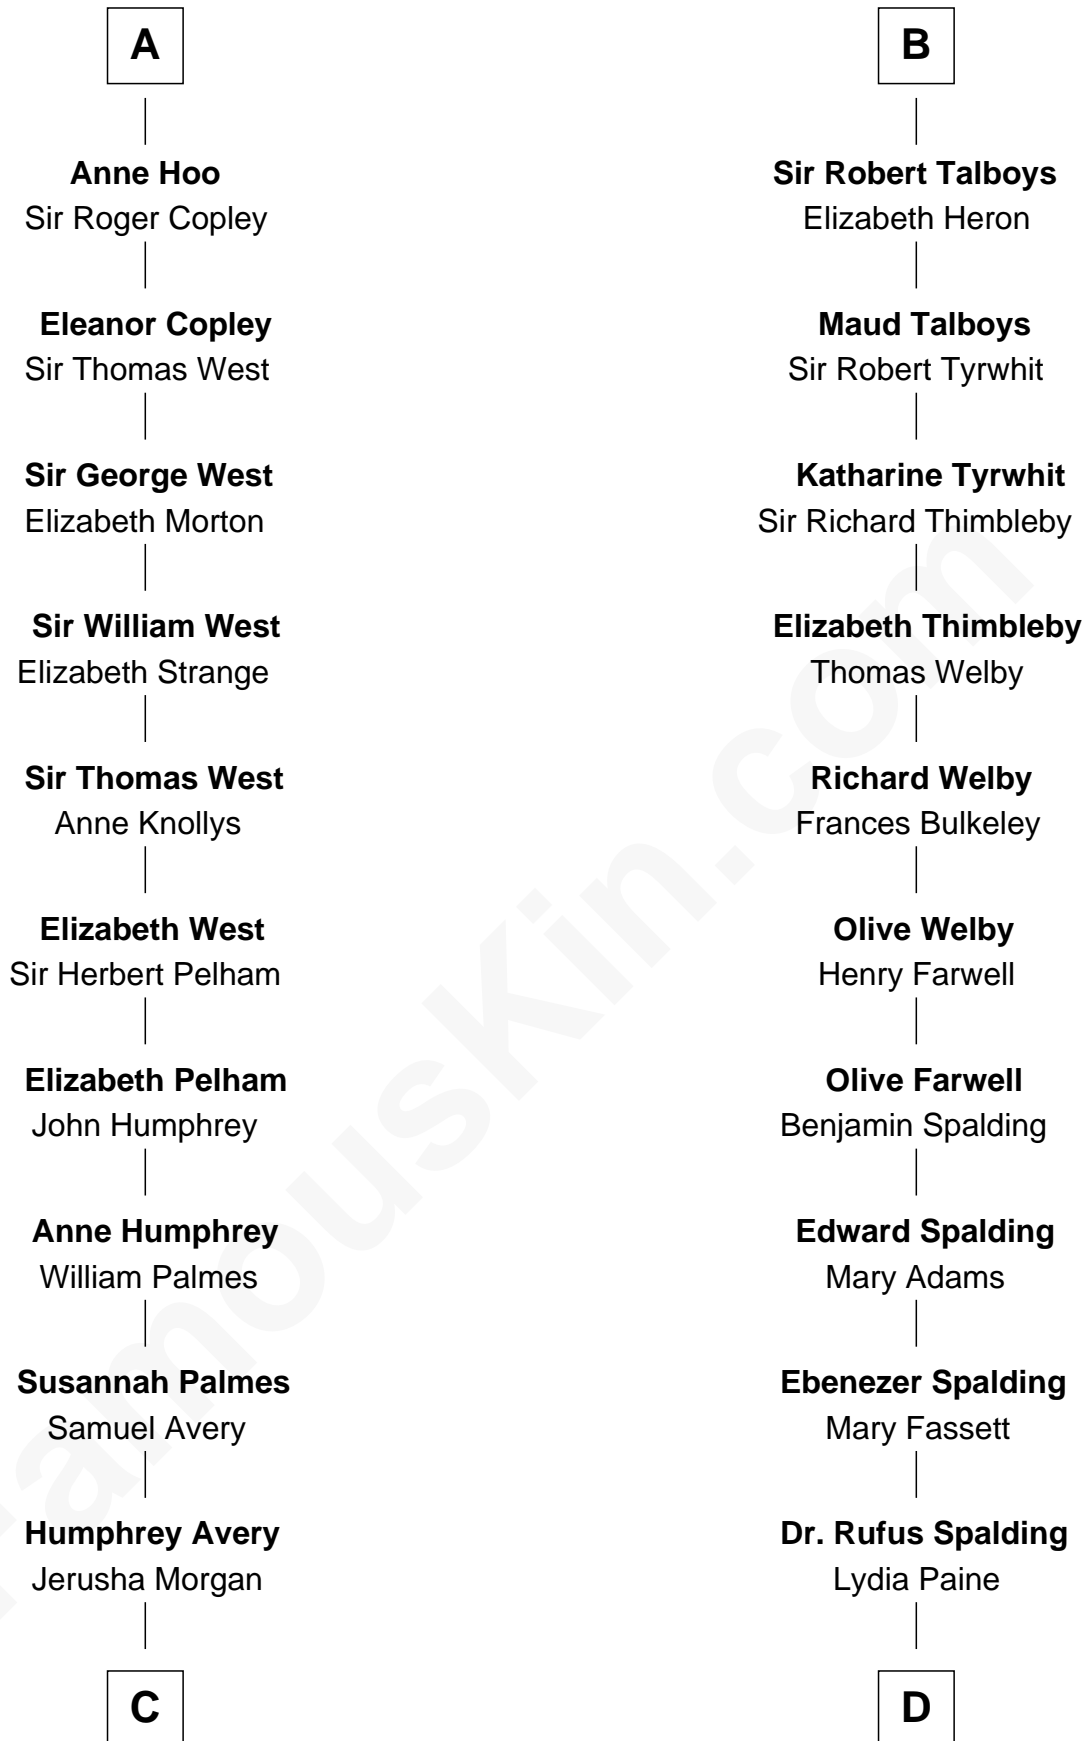 A
Anne Hoo
Sir Roger Copley
Eleanor Copley
Sir Thomas West
Sir George West
Elizabeth Morton
Sir William West
Elizabeth Strange
Sir Thomas West
Anne Knollys
Elizabeth West
Sir Herbert Pelham
Elizabeth Pelham
John Humphrey
Anne Humphrey
William Palmes
Susannah Palmes
Samuel Avery
Humphrey Avery
Jerusha Morgan
C
B
Sir Robert Talboys
Elizabeth Heron
Maud Talboys
Sir Robert Tyrwhit
Katharine Tyrwhit
Sir Richard Thimbleby
Elizabeth Thimbleby
Thomas Welby
Richard Welby
Frances Bulkeley
Olive Welby
Henry Farwell
Olive Farwell
Benjamin Spalding
Edward Spalding
Mary Adams
Ebenezer Spalding
Mary Fassett
Dr. Rufus Spalding
Lydia Paine
D
FamousKin.com